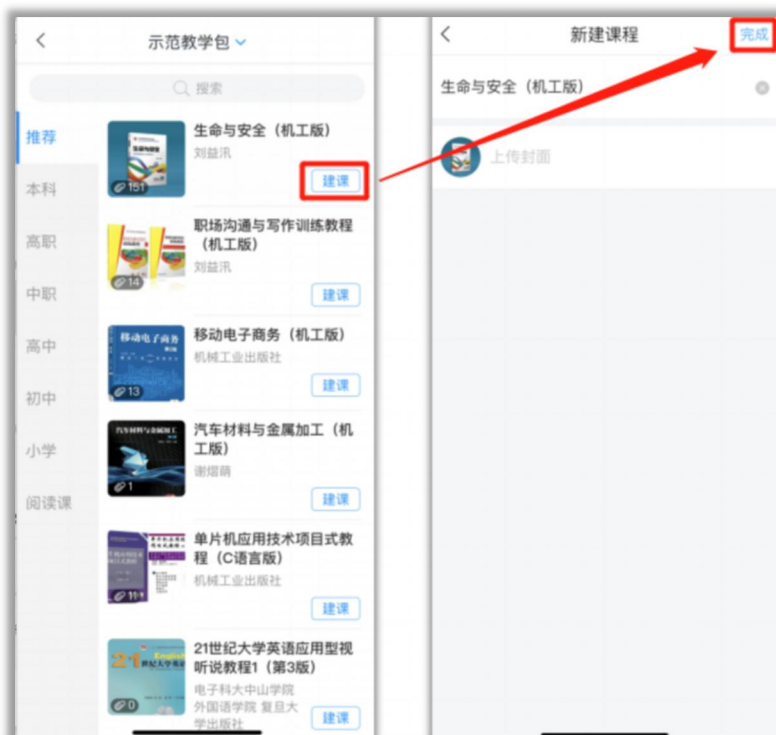 示范教学包
搜索
推荐
本科
高职
中职
高中
初中
小学
阅读课
生命与安全（机工版）
刘益汛
151
建课
职场沟通与写作训练教程
（机工版）
刘益汛
14
建课
移动电子商务
移动电子商务（机工版）
机械工业出版社
13
建课
汽车材料与金属加工（机
工版）
谢熠萌
1
建课
单片机应用技术项目式教
程（C语言版）
机械工业出版社
建课
21世纪大学英语应用型视
听说教程1（第3版）
电子科大中山学院
外国语学院 复旦大
学出版社
0
建课
新建课程
完成
生命与安全（机工版）
上传封面